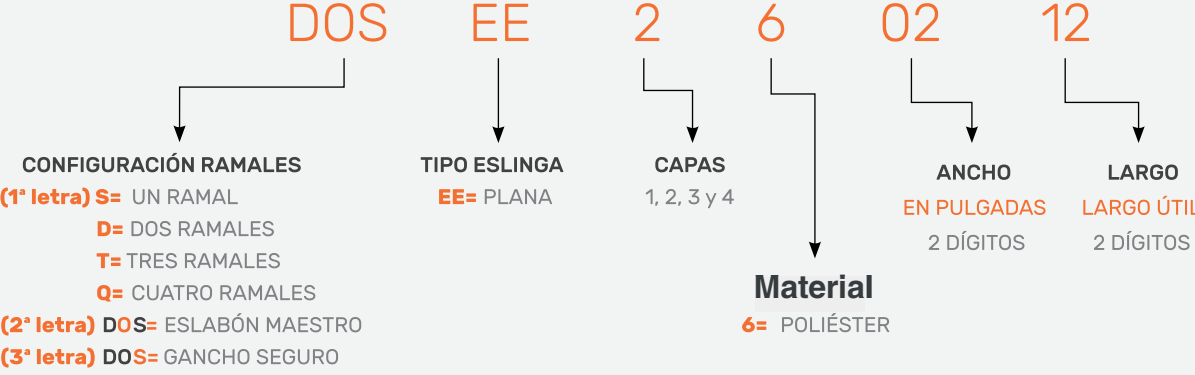 DOS EE 2 6 02 12
CONFIGURACIÓN RAMALES
(1ª letra) S= UN RAMAL
D= DOS RAMALES
T= TRES RAMALES
Q= CUATRO RAMALES
(2ª letra) DOS= ESLABÓN MAESTRO
(3ª letra) DOS= GANCHO SEGURO
TIPO ESLINGA
EE= PLANA
CAPAS
1, 2, 3 y 4
Material
6= POLIÉSTER
ANCHO
EN PULGADAS
2 DÍGITOS
LARGO
LARGO ÚTIL
2 DÍGITOS